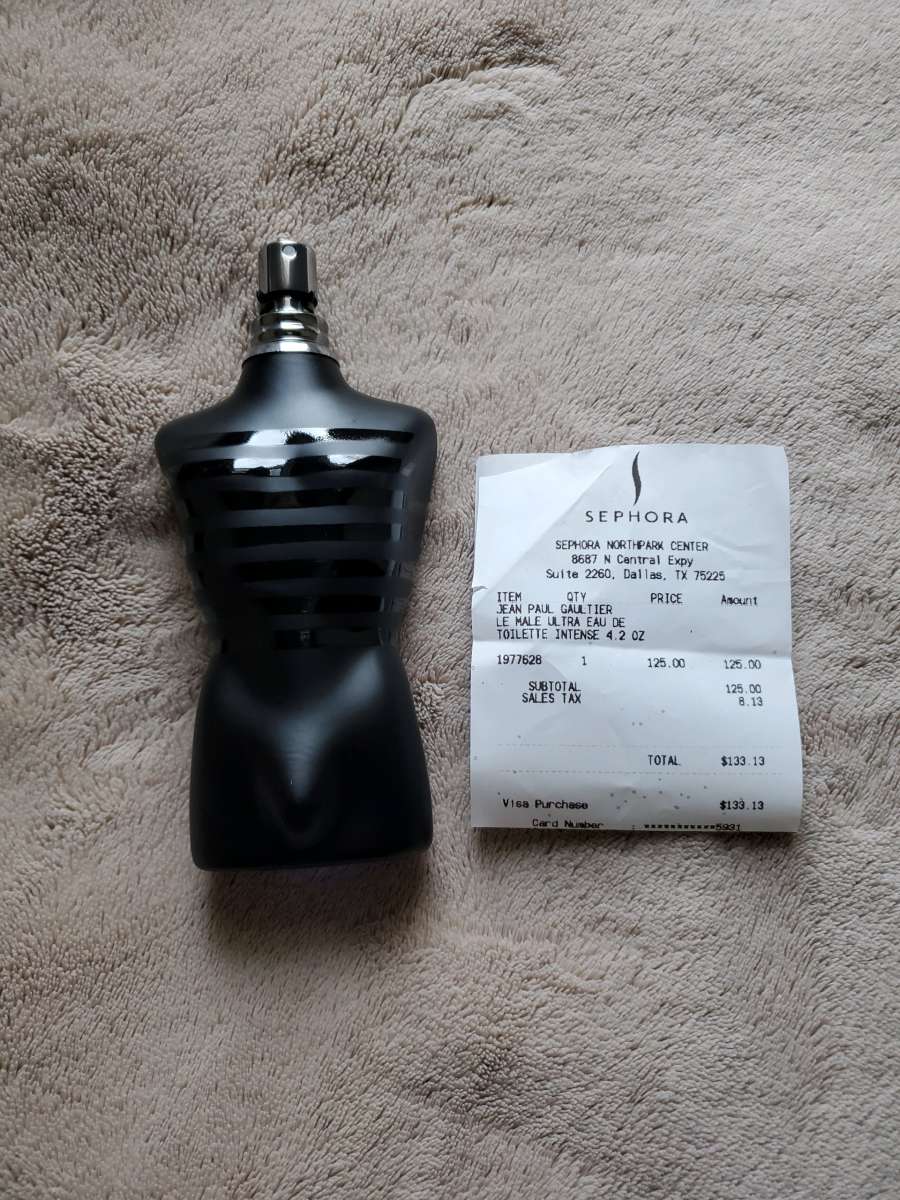 SEPHORA
SEPHORA NORTHPARK CENTER
8687 N Central Expy
Suite 2260, Dallas, TX 75225
ITEM QTY PRICE Amount
JEAN PAUL GAULTIER
LE MALE ULTRA EAU DE
TOILETTE INTENSE 4.2 OZ
1977628 1 125.00 125.00
SUBTOTAL 125.00
SALES TAX 8.13
TOTAL $133.13
Visa Purchase $133.13
Card Number : ***********5931